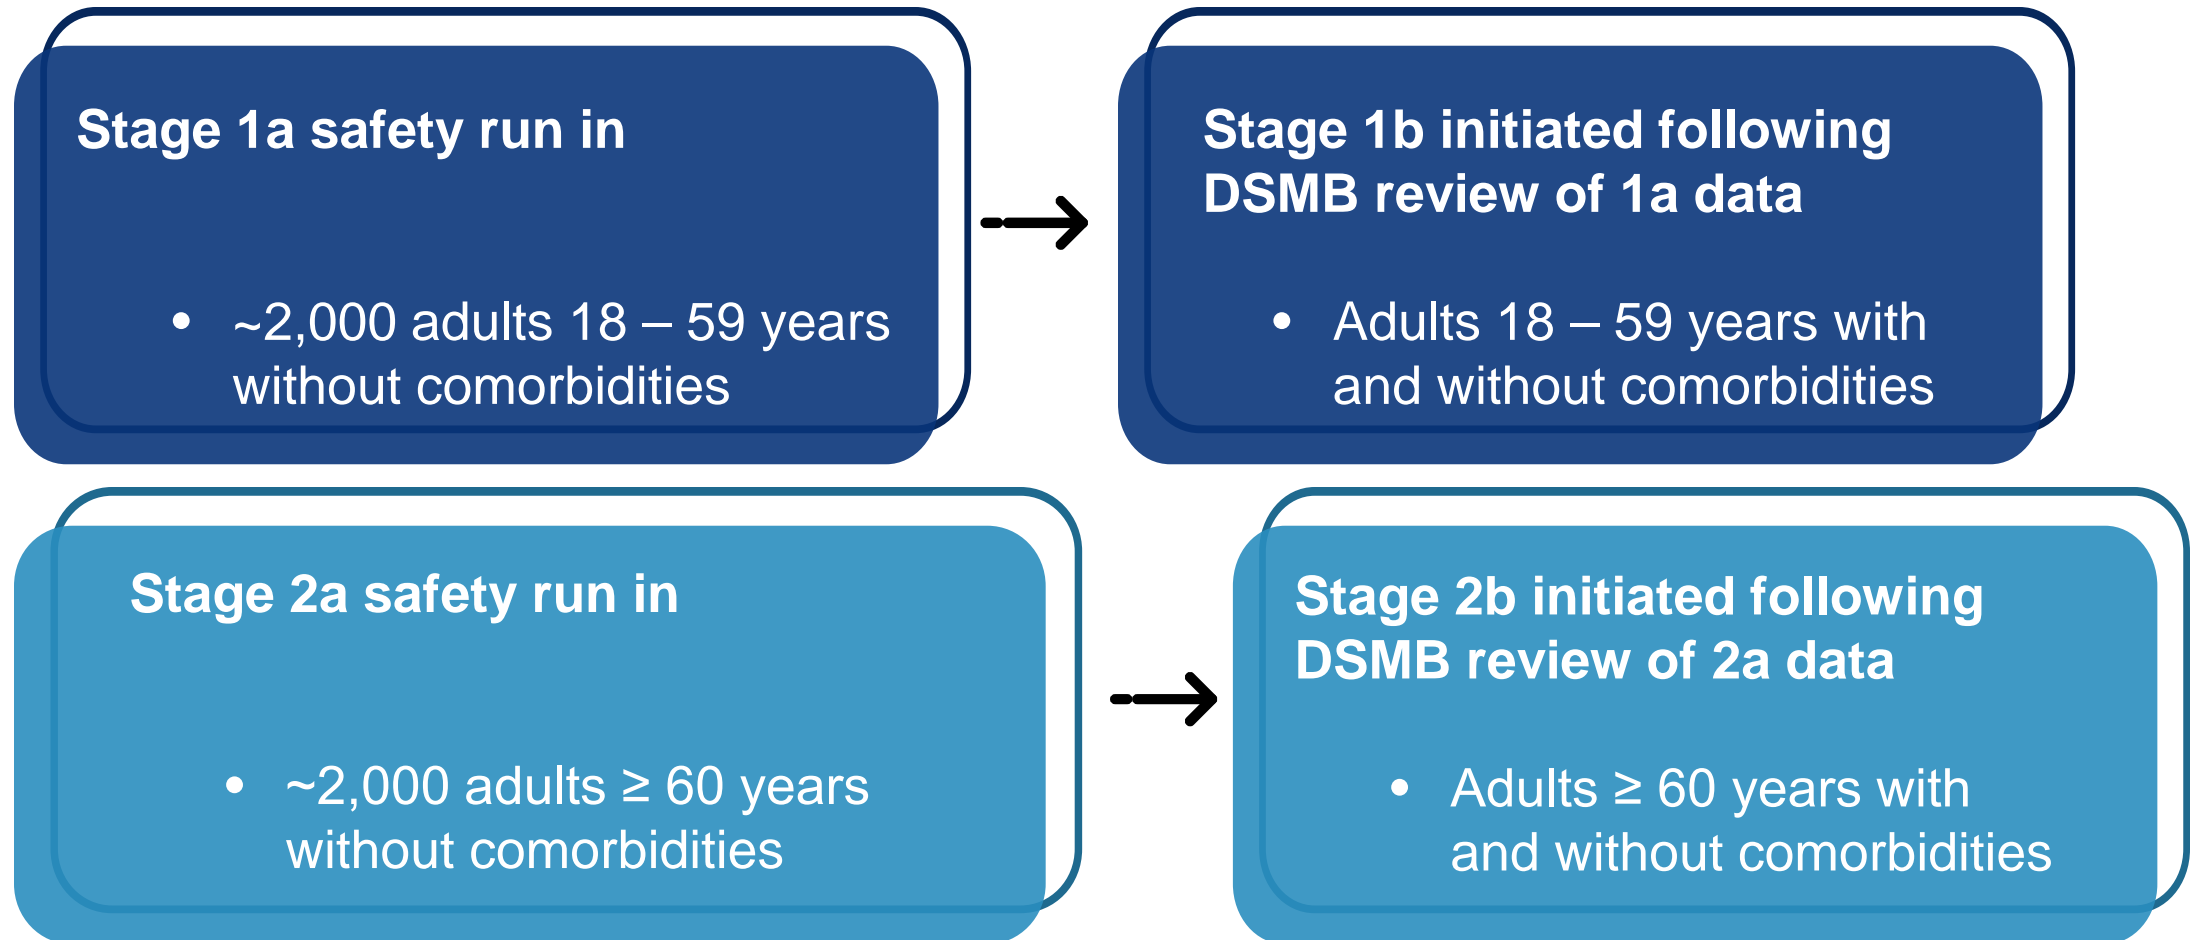 Stage 1a safety run in
• ~2,000 adults 18 – 59 years
without comorbidities
Stage 1b initiated following
DSMB review of 1a data
• Adults 18 – 59 years with
and without comorbidities
Stage 2a safety run in
• ~2,000 adults ≥ 60 years
without comorbidities
Stage 2b initiated following
DSMB review of 2a data
• Adults ≥ 60 years with
and without comorbidities